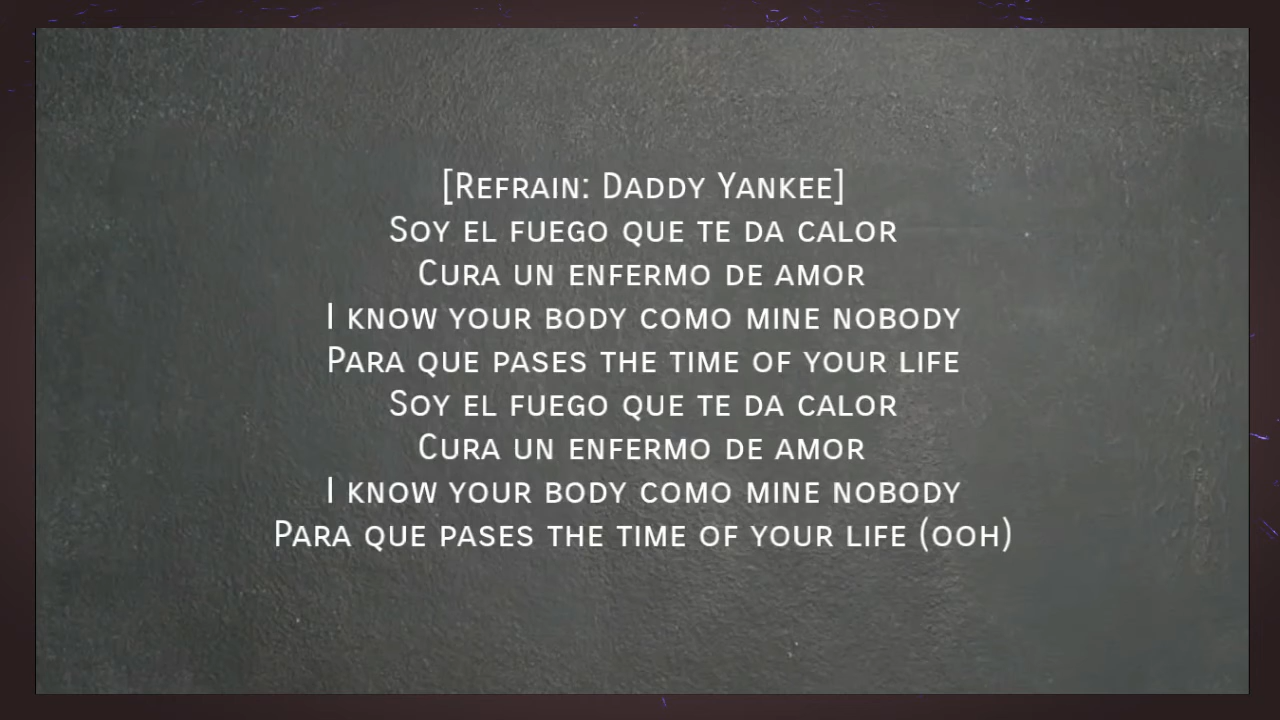 [Refrain: Daddy Yankee]
Soy el fuego que te da calor
Cura un enfermo de amor
I know your body como mine nobody
Para que pases the time of your life
Soy el fuego que te da calor
Cura un enfermo de amor
I know your body como mine nobody
Para que pases the time of your life (ooh)